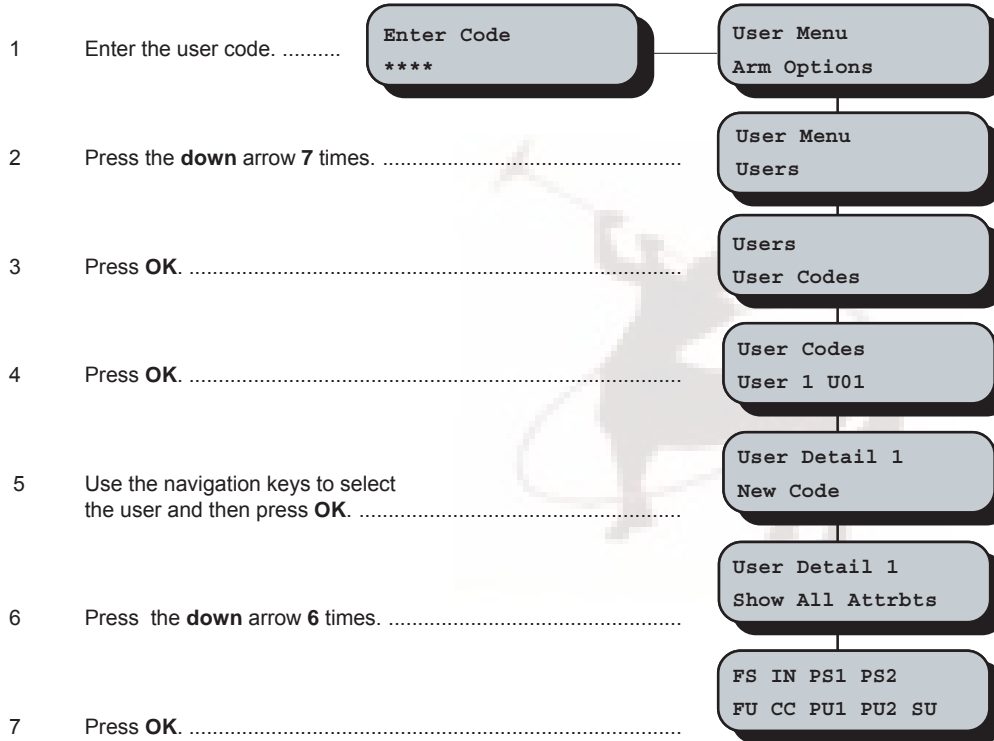 1 Enter the user code. ..........
Enter Code
****
User Menu
Arm Options
2 Press the down arrow 7 times. ..................................................
User Menu
Users
3 Press OK. ...................................................................................
Users
User Codes
4 Press OK. ...................................................................................
User Codes
User 1 U01
5 Use the navigation keys to select
the user and then press OK. ......................................................
User Detail 1
New Code
6 Press the down arrow 6 times. .................................................
User Detail 1
Show All Attrbts
7 Press OK. ...................................................................................
FS IN PS1 PS2
FU CC PU1 PU2 SU